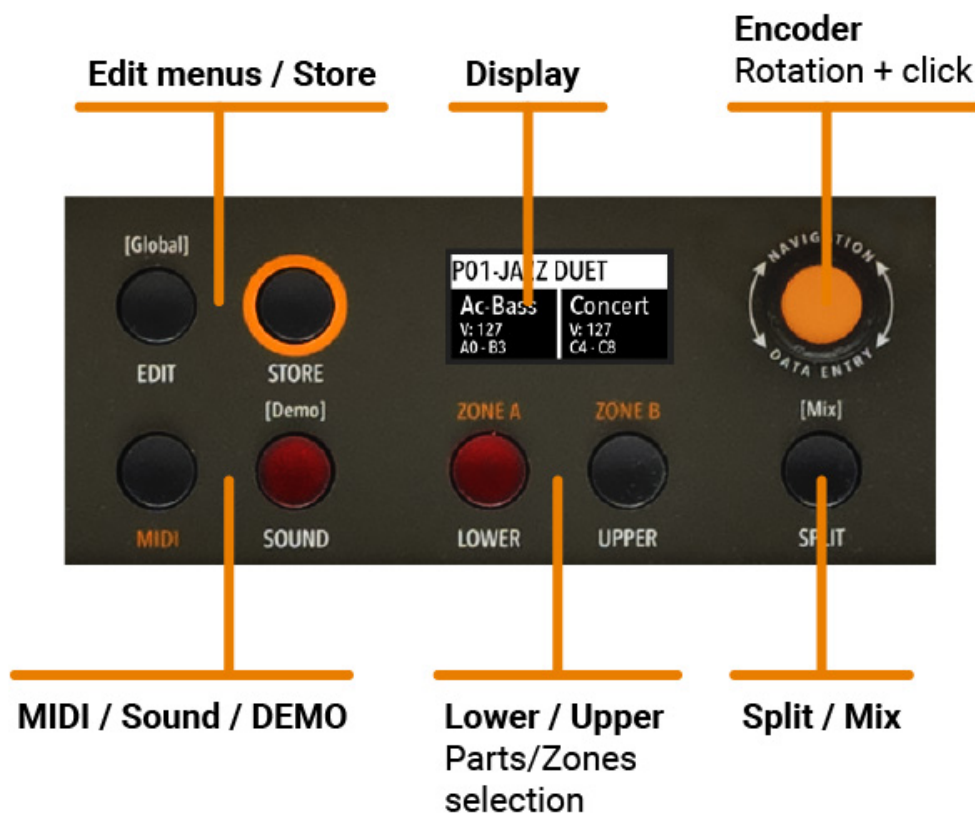 Edit menus / Store
Display
Encoder
Rotation + click
[Global]
EDIT
STORE
P01-JAZZ DUET
Ac-Bass
V: 127
A0 - B3
Concert
V: 127
C4 - C8
NAVIGATION
DATA ENTRY
MIDI
[Demo]
SOUND
ZONE A
LOWER
ZONE B
UPPER
[Mix]
SPLIT
MIDI / Sound / DEMO
Lower / Upper
Parts/Zones
selection
Split / Mix